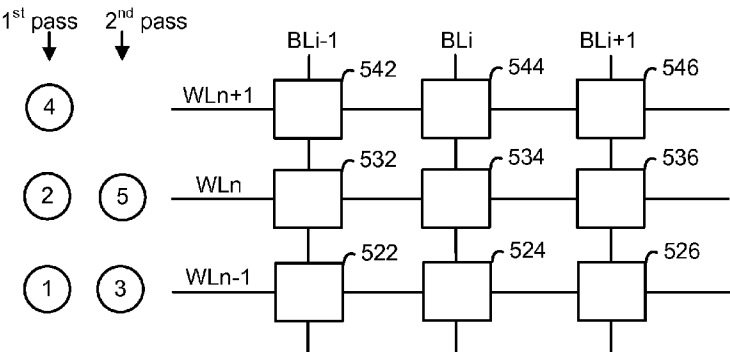 1st pass 2nd pass
BLi-1 BLi BLi+1
542 544 546
4 WLn+1
532 534 536
2 5 WLn
522 524 526
1 3 WLn-1